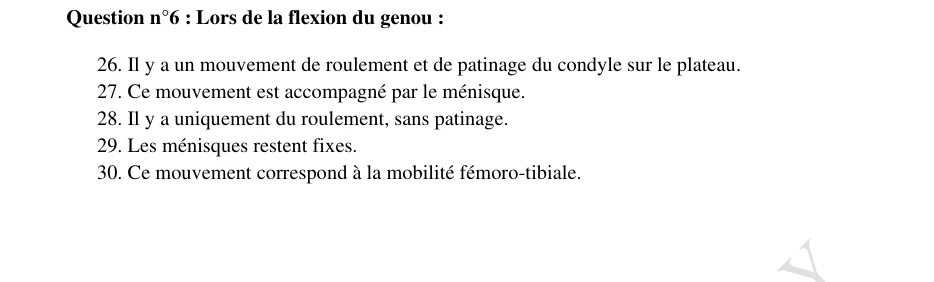 Question n°6 : Lors de la flexion du genou :
26. Il y a un mouvement de roulement et de patinage du condyle sur le plateau.
27. Ce mouvement est accompagné par le ménisque.
28. Il y a uniquement du roulement, sans patinage.
29. Les ménisques restent fixes.
30. Ce mouvement correspond à la mobilité fémoro-tibiale.